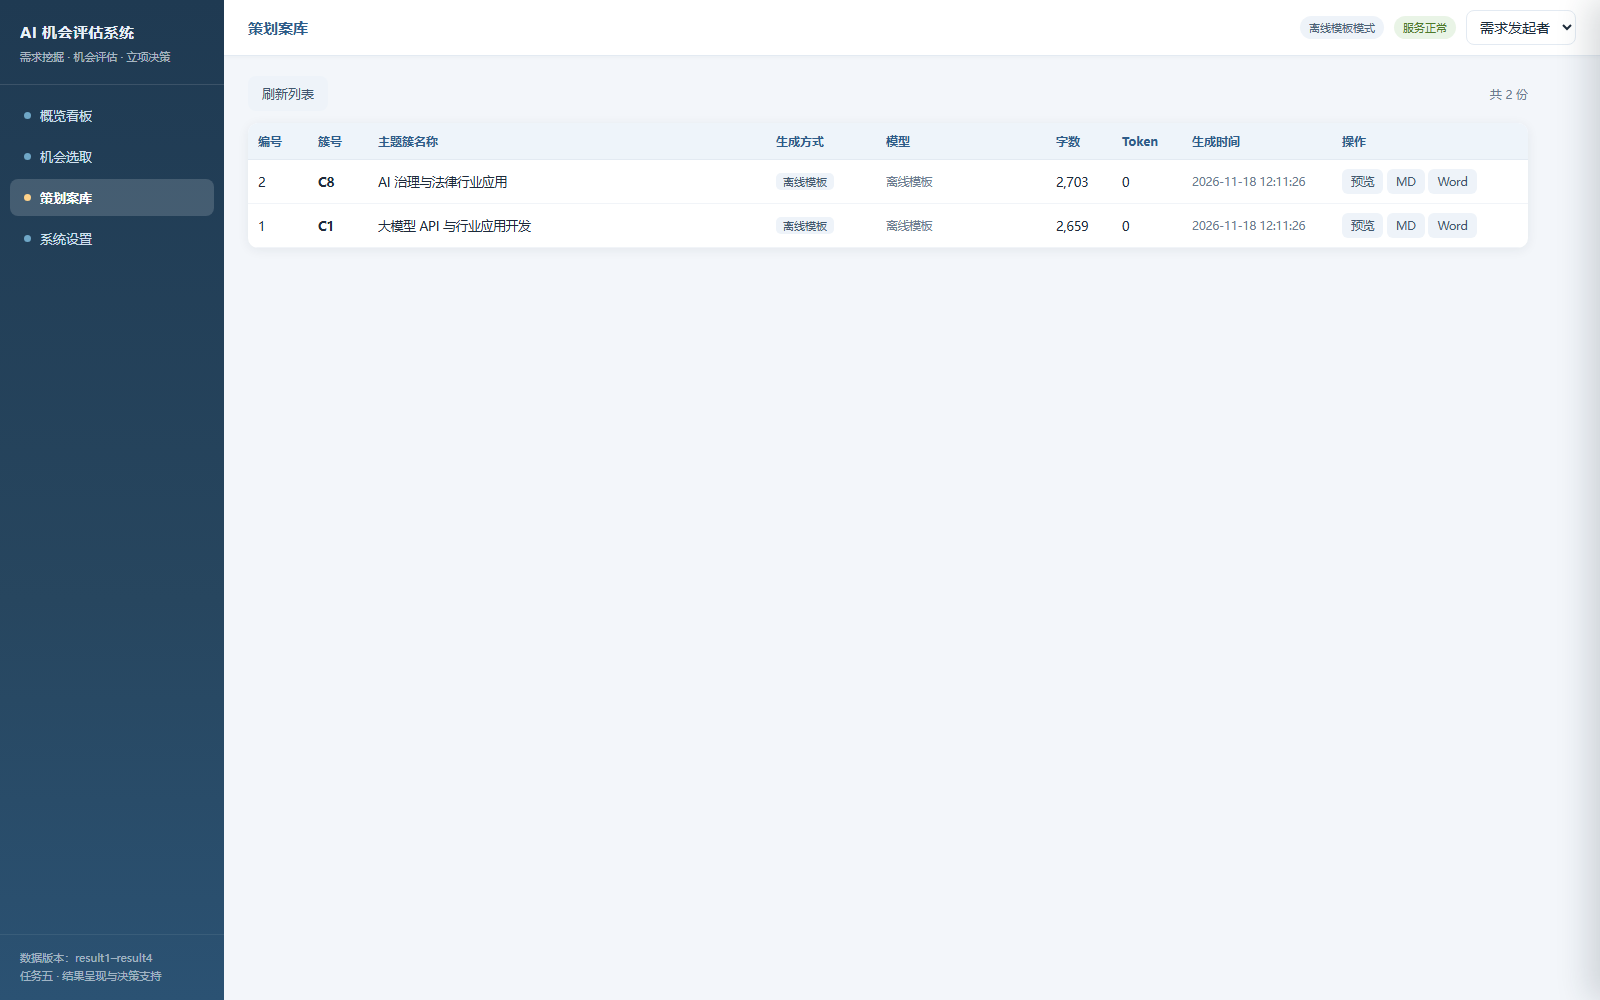 AI 机会评估系统
需求挖掘 · 机会评估 · 立项决策
概览看板
机会选取
策划案库
系统设置
数据版本：result1–result4
任务五 · 结果呈现与决策支持
策划案库
离线模板模式 服务正常 需求发起者
刷新列表 共 2 份
编号 簇号 主题簇名称 生成方式 模型 字数 Token 生成时间 操作
2 C8 AI 治理与法律行业应用 离线模板 离线模板 2,703 0 2026-11-18 12:11:26 预览 MD Word
1 C1 大模型 API 与行业应用开发 离线模板 离线模板 2,659 0 2026-11-18 12:11:26 预览 MD Word